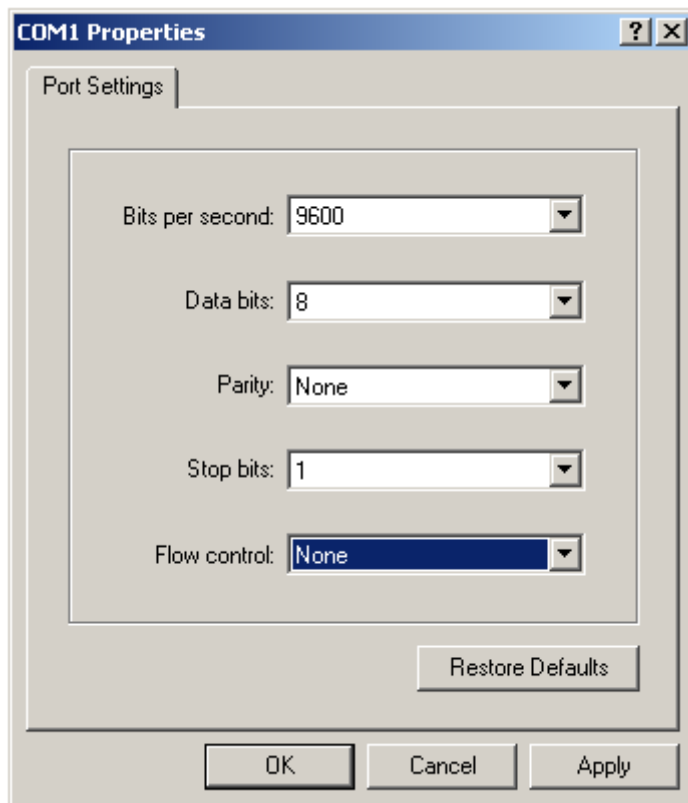 COM1 Properties
Port Settings
Bits per second: 9600
Data bits: 8
Parity: None
Stop bits: 1
Flow control: None
Restore Defaults
OK Cancel Apply